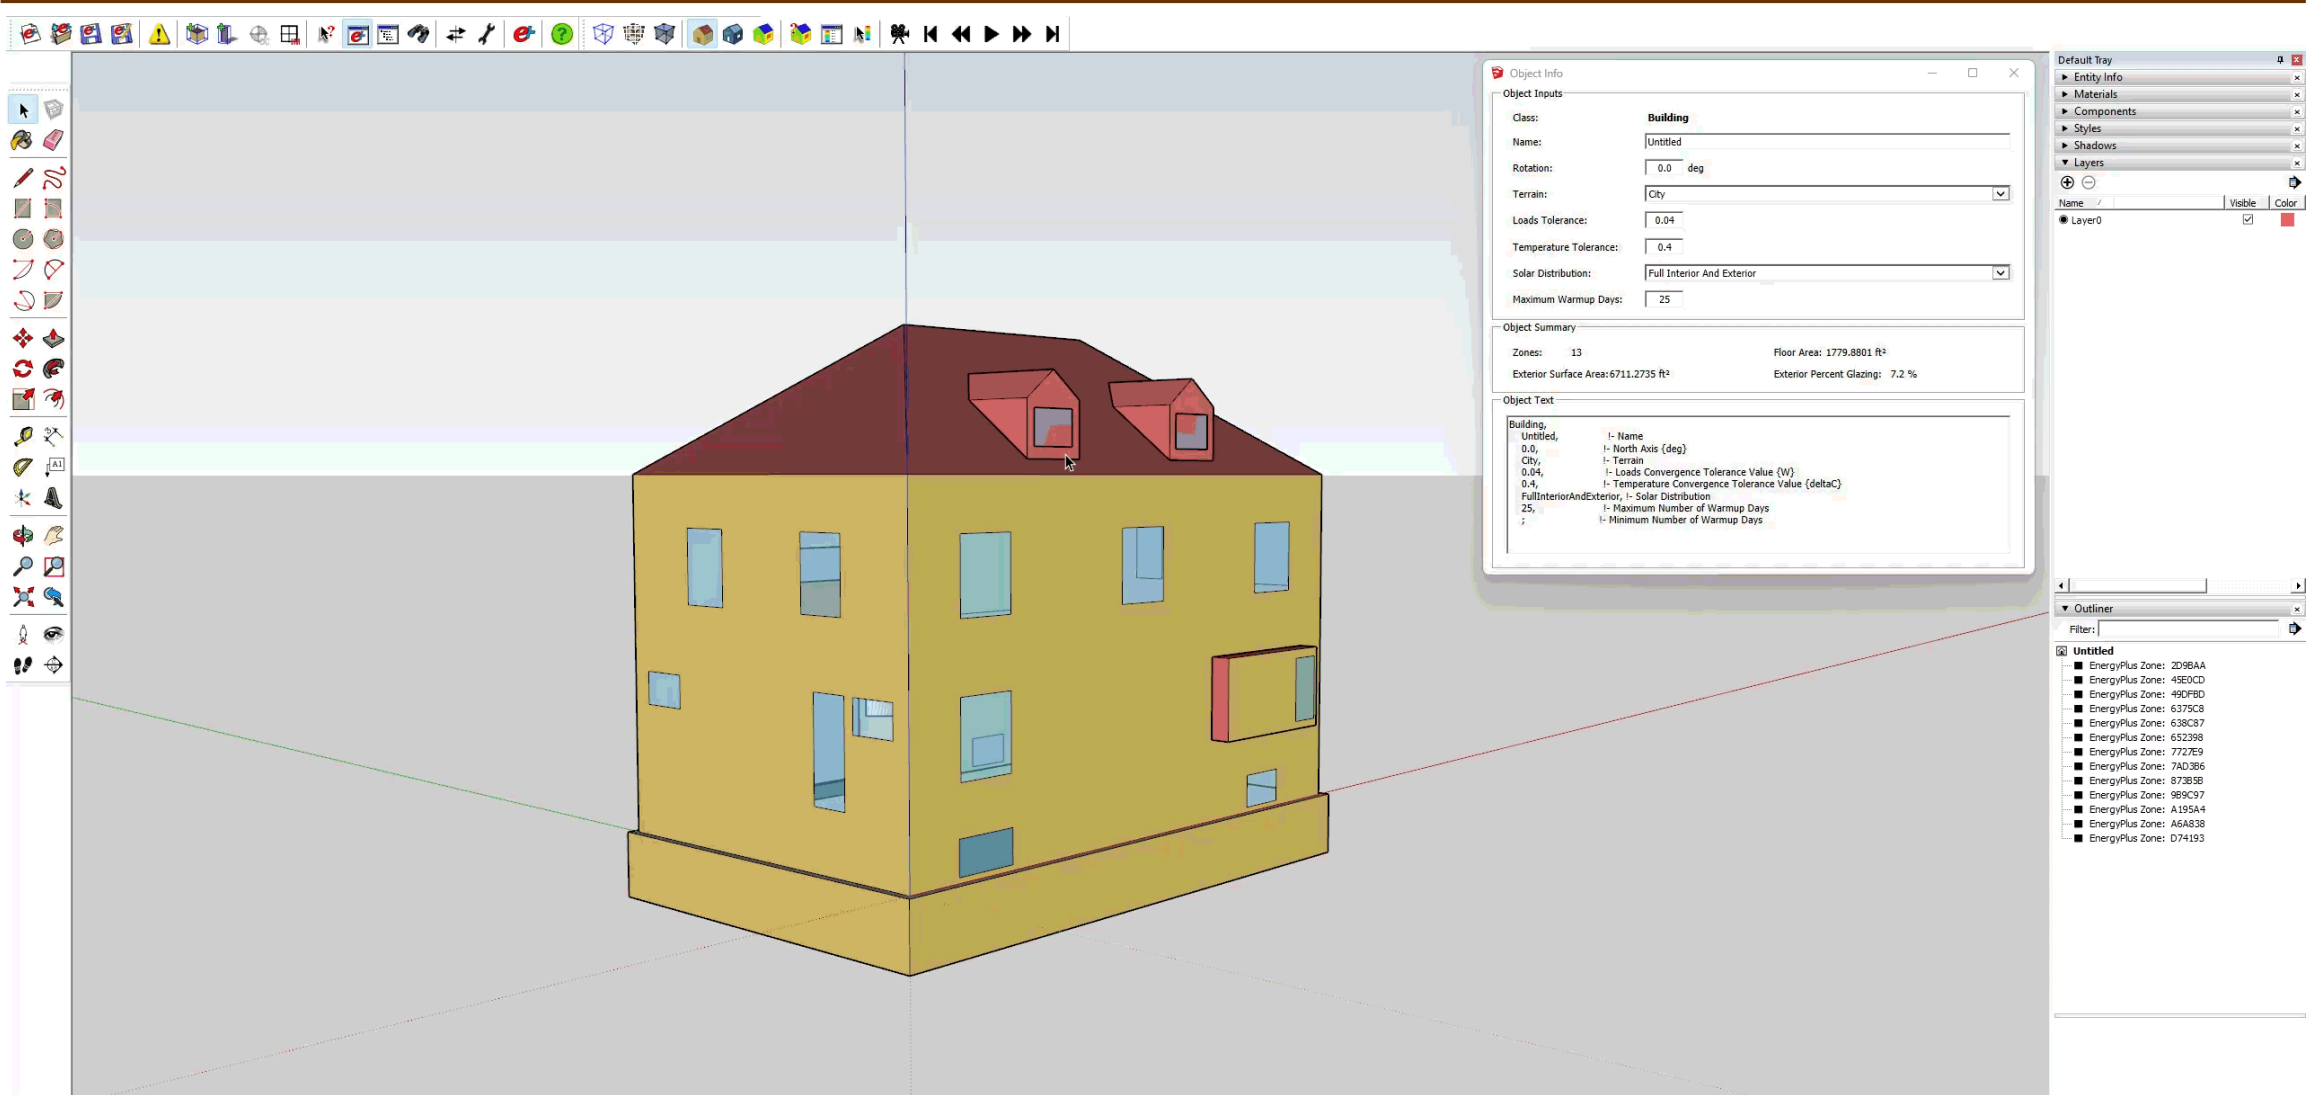 Object Info
Object Inputs
Class: Building
Name: Untitled
Rotation: 0.0 deg
Terrain: City
Loads Tolerance: 0.04
Temperature Tolerance: 0.4
Solar Distribution: Full Interior And Exterior
Maximum Warmup Days: 25
Object Summary
Zones: 13 Floor Area: 1779.8801 ft²
Exterior Surface Area: 6711.2735 ft² Exterior Percent Glazing: 7.2 %
Object Text
Building,
Untitled, !- Name
0.0, !- North Axis {deg}
City, !- Terrain
0.04, !- Loads Convergence Tolerance Value {W}
0.4, !- Temperature Convergence Tolerance Value {deltaC}
FullInteriorAndExterior, !- Solar Distribution
25, !- Maximum Number of Warmup Days
; !- Minimum Number of Warmup Days
Default Tray
Entity Info
Materials
Components
Styles
Shadows
Layers
Name Visible Color
Layer0
Outliner
Filter:
Untitled
EnergyPlus Zone: 2D9BAA
EnergyPlus Zone: 45E0CD
EnergyPlus Zone: 49DFBD
EnergyPlus Zone: 6375C8
EnergyPlus Zone: 638C87
EnergyPlus Zone: 652398
EnergyPlus Zone: 7727E9
EnergyPlus Zone: 7AD3B6
EnergyPlus Zone: 873B5B
EnergyPlus Zone: 9B9C97
EnergyPlus Zone: A195A4
EnergyPlus Zone: A6A838
EnergyPlus Zone: D74193